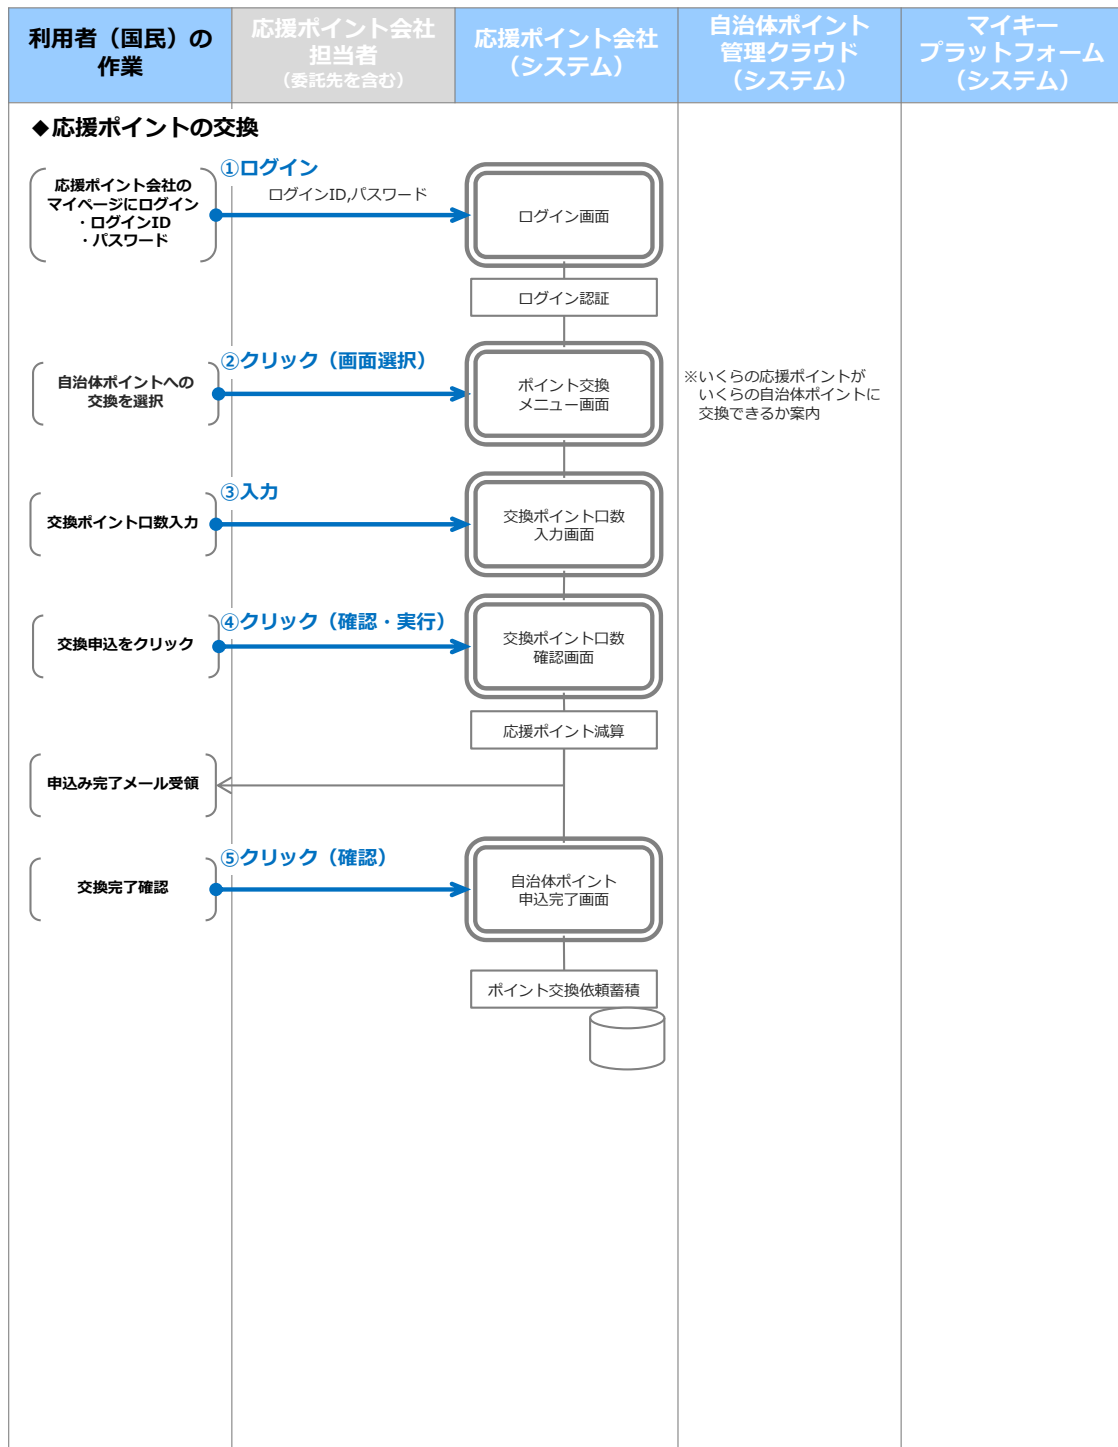 利用者（国民）の
作業
応援ポイント会社
担当者
（委託先を含む）
応援ポイント会社
（システム）
自治体ポイント
管理クラウド
（システム）
マイキー
プラットフォーム
（システム）
◆応援ポイントの交換
応援ポイント会社の
マイページにログイン
・ログインID
・パスワード
①ログイン
ログインID,パスワード
ログイン画面
ログイン認証
自治体ポイントへの
交換を選択
②クリック（画面選択）
ポイント交換
メニュー画面
※いくらの応援ポイントが
いくらの自治体ポイントに
交換できるか案内
交換ポイント口数入力
③入力
交換ポイント口数
入力画面
交換申込をクリック
④クリック（確認・実行）
交換ポイント口数
確認画面
応援ポイント減算
申込み完了メール受領
交換完了確認
⑤クリック（確認）
自治体ポイント
申込完了画面
ポイント交換依頼蓄積